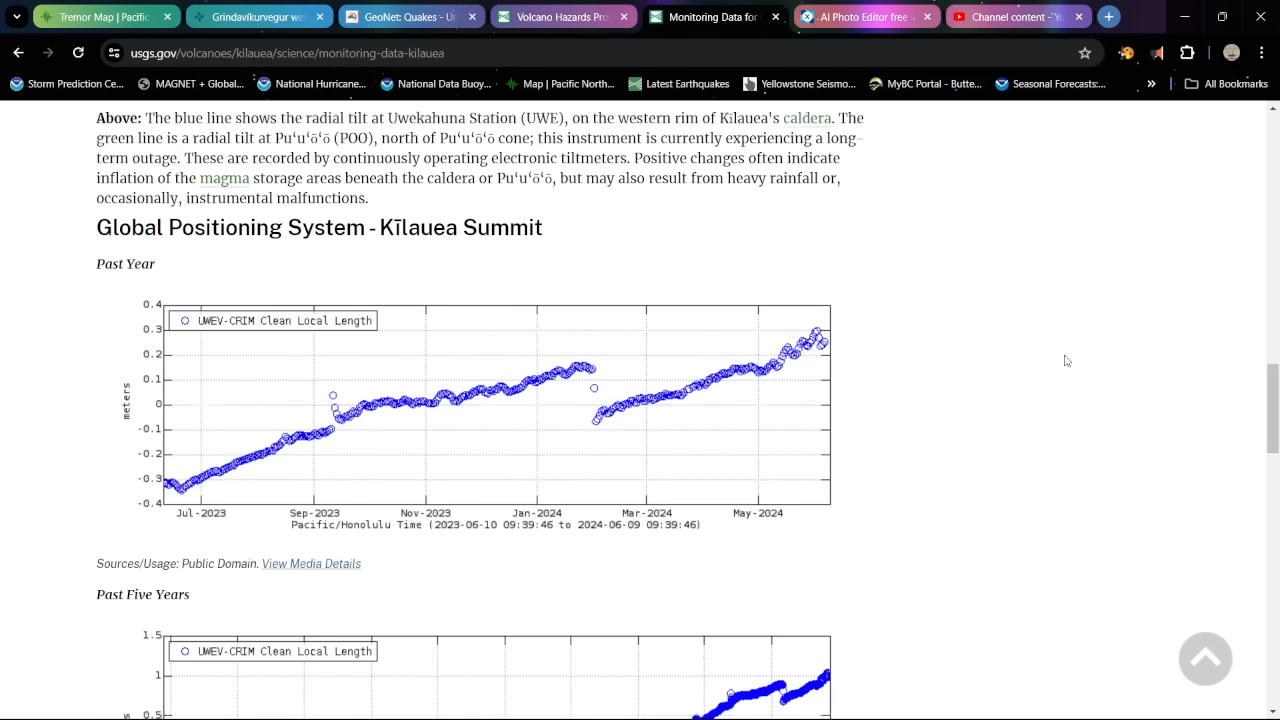 Tremor Map | Pacific
Grindavíkurvegur we
GeoNet: Quakes - U
Volcano Hazards Pro
Monitoring Data for
AI Photo Editor free
Channel content - Yo
usgs.gov/volcanoes/kilauea/science/monitoring-data-kilauea
Storm Prediction Ce...
MAGNET + Global...
National Hurricane...
National Data Buoy...
Map | Pacific North...
Latest Earthquakes
Yellowstone Seismo...
MyBC Portal - Butte...
Seasonal Forecasts:...
»
All Bookmarks
Above: The blue line shows the radial tilt at Uwekahuna Station (UWE), on the western rim of Kīlauea's caldera. The
green line is a radial tilt at Pu‘u‘ō‘ō (POO), north of Pu‘u‘ō‘ō cone; this instrument is currently experiencing a long-
term outage. These are recorded by continuously operating electronic tiltmeters. Positive changes often indicate
inflation of the magma storage areas beneath the caldera or Pu‘u‘ō‘ō, but may also result from heavy rainfall or,
occasionally, instrumental malfunctions.
Global Positioning System - Kīlauea Summit
Past Year
UWEV-CRIM Clean Local Length
0.4
0.3
0.2
0.1
0
-0.1
-0.2
-0.3
-0.4
meters
Jul-2023 Sep-2023 Nov-2023 Jan-2024 Mar-2024 May-2024
Pacific/Honolulu Time (2023-06-10 09:39:46 to 2024-06-09 09:39:46)
Sources/Usage: Public Domain. View Media Details
Past Five Years
1.5
UWEV-CRIM Clean Local Length
1
0.5